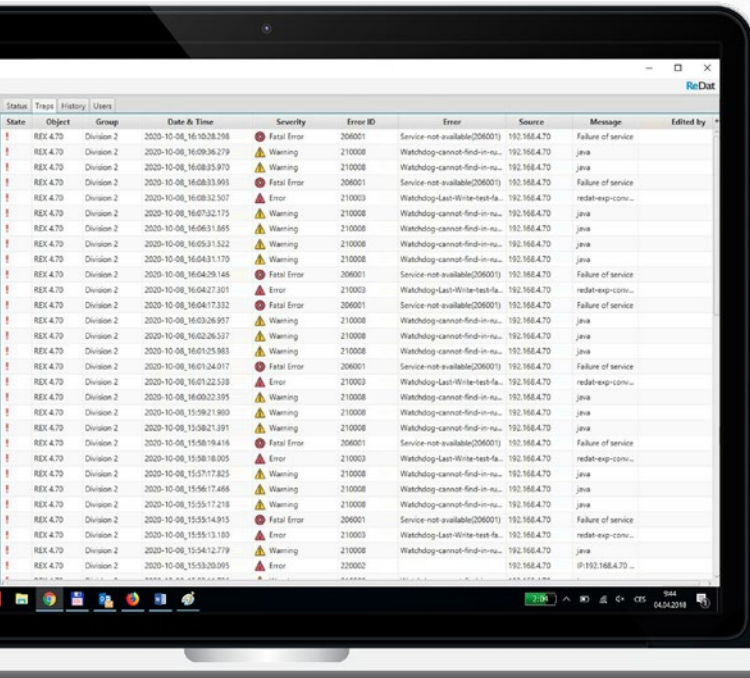 ReDat
Status Traps History Users
State Object Group Date & Time Severity Error ID Error Source Message Edited by
! REX 4.70 Division 2 2020-10-08_16:10:28.298 Fatal Error 206001 Service-not-available(206001) 192.168.4.70 Failure of service
! REX 4.70 Division 2 2020-10-08_16:09:36.279 Warning 210008 Watchdog-cannot-find-in-ru... 192.168.4.70 java
! REX 4.70 Division 2 2020-10-08_16:08:35.970 Warning 210008 Watchdog-cannot-find-in-ru... 192.168.4.70 java
! REX 4.70 Division 2 2020-10-08_16:08:33.993 Fatal Error 206001 Service-not-available(206001) 192.168.4.70 Failure of service
! REX 4.70 Division 2 2020-10-08_16:08:32.507 Error 210003 Watchdog-Last-Write-test-fa... 192.168.4.70 redat-exp-conv...
! REX 4.70 Division 2 2020-10-08_16:07:32.175 Warning 210008 Watchdog-cannot-find-in-ru... 192.168.4.70 java
! REX 4.70 Division 2 2020-10-08_16:06:31.865 Warning 210008 Watchdog-cannot-find-in-ru... 192.168.4.70 java
! REX 4.70 Division 2 2020-10-08_16:05:31.522 Warning 210008 Watchdog-cannot-find-in-ru... 192.168.4.70 java
! REX 4.70 Division 2 2020-10-08_16:04:31.170 Warning 210008 Watchdog-cannot-find-in-ru... 192.168.4.70 java
! REX 4.70 Division 2 2020-10-08_16:04:29.146 Fatal Error 206001 Service-not-available(206001) 192.168.4.70 Failure of service
! REX 4.70 Division 2 2020-10-08_16:04:27.301 Error 210003 Watchdog-Last-Write-test-fa... 192.168.4.70 redat-exp-conv...
! REX 4.70 Division 2 2020-10-08_16:04:17.332 Fatal Error 206001 Service-not-available(206001) 192.168.4.70 Failure of service
! REX 4.70 Division 2 2020-10-08_16:03:26.957 Warning 210008 Watchdog-cannot-find-in-ru... 192.168.4.70 java
! REX 4.70 Division 2 2020-10-08_16:02:26.537 Warning 210008 Watchdog-cannot-find-in-ru... 192.168.4.70 java
! REX 4.70 Division 2 2020-10-08_16:01:25.983 Warning 210008 Watchdog-cannot-find-in-ru... 192.168.4.70 java
! REX 4.70 Division 2 2020-10-08_16:01:24.017 Fatal Error 206001 Service-not-available(206001) 192.168.4.70 Failure of service
! REX 4.70 Division 2 2020-10-08_16:01:22.538 Error 210003 Watchdog-Last-Write-test-fa... 192.168.4.70 redat-exp-conv...
! REX 4.70 Division 2 2020-10-08_16:00:22.395 Warning 210008 Watchdog-cannot-find-in-ru... 192.168.4.70 java
! REX 4.70 Division 2 2020-10-08_15:59:21.980 Warning 210008 Watchdog-cannot-find-in-ru... 192.168.4.70 java
! REX 4.70 Division 2 2020-10-08_15:58:21.391 Warning 210008 Watchdog-cannot-find-in-ru... 192.168.4.70 java
! REX 4.70 Division 2 2020-10-08_15:58:19.416 Fatal Error 206001 Service-not-available(206001) 192.168.4.70 Failure of service
! REX 4.70 Division 2 2020-10-08_15:58:18.005 Error 210003 Watchdog-Last-Write-test-fa... 192.168.4.70 redat-exp-conv...
! REX 4.70 Division 2 2020-10-08_15:57:17.825 Warning 210008 Watchdog-cannot-find-in-ru... 192.168.4.70 java
! REX 4.70 Division 2 2020-10-08_15:56:17.466 Warning 210008 Watchdog-cannot-find-in-ru... 192.168.4.70 java
! REX 4.70 Division 2 2020-10-08_15:55:17.218 Warning 210008 Watchdog-cannot-find-in-ru... 192.168.4.70 java
! REX 4.70 Division 2 2020-10-08_15:55:14.915 Fatal Error 206001 Service-not-available(206001) 192.168.4.70 Failure of service
! REX 4.70 Division 2 2020-10-08_15:55:13.180 Error 210003 Watchdog-Last-Write-test-fa... 192.168.4.70 redat-exp-conv...
! REX 4.70 Division 2 2020-10-08_15:54:12.779 Warning 210008 Watchdog-cannot-find-in-ru... 192.168.4.70 java
! REX 4.70 Division 2 2020-10-08_15:53:20.095 Error 220002 192.168.4.70 IP:192.168.4.70 ...
2:04 CES 9:44
04.04.2018